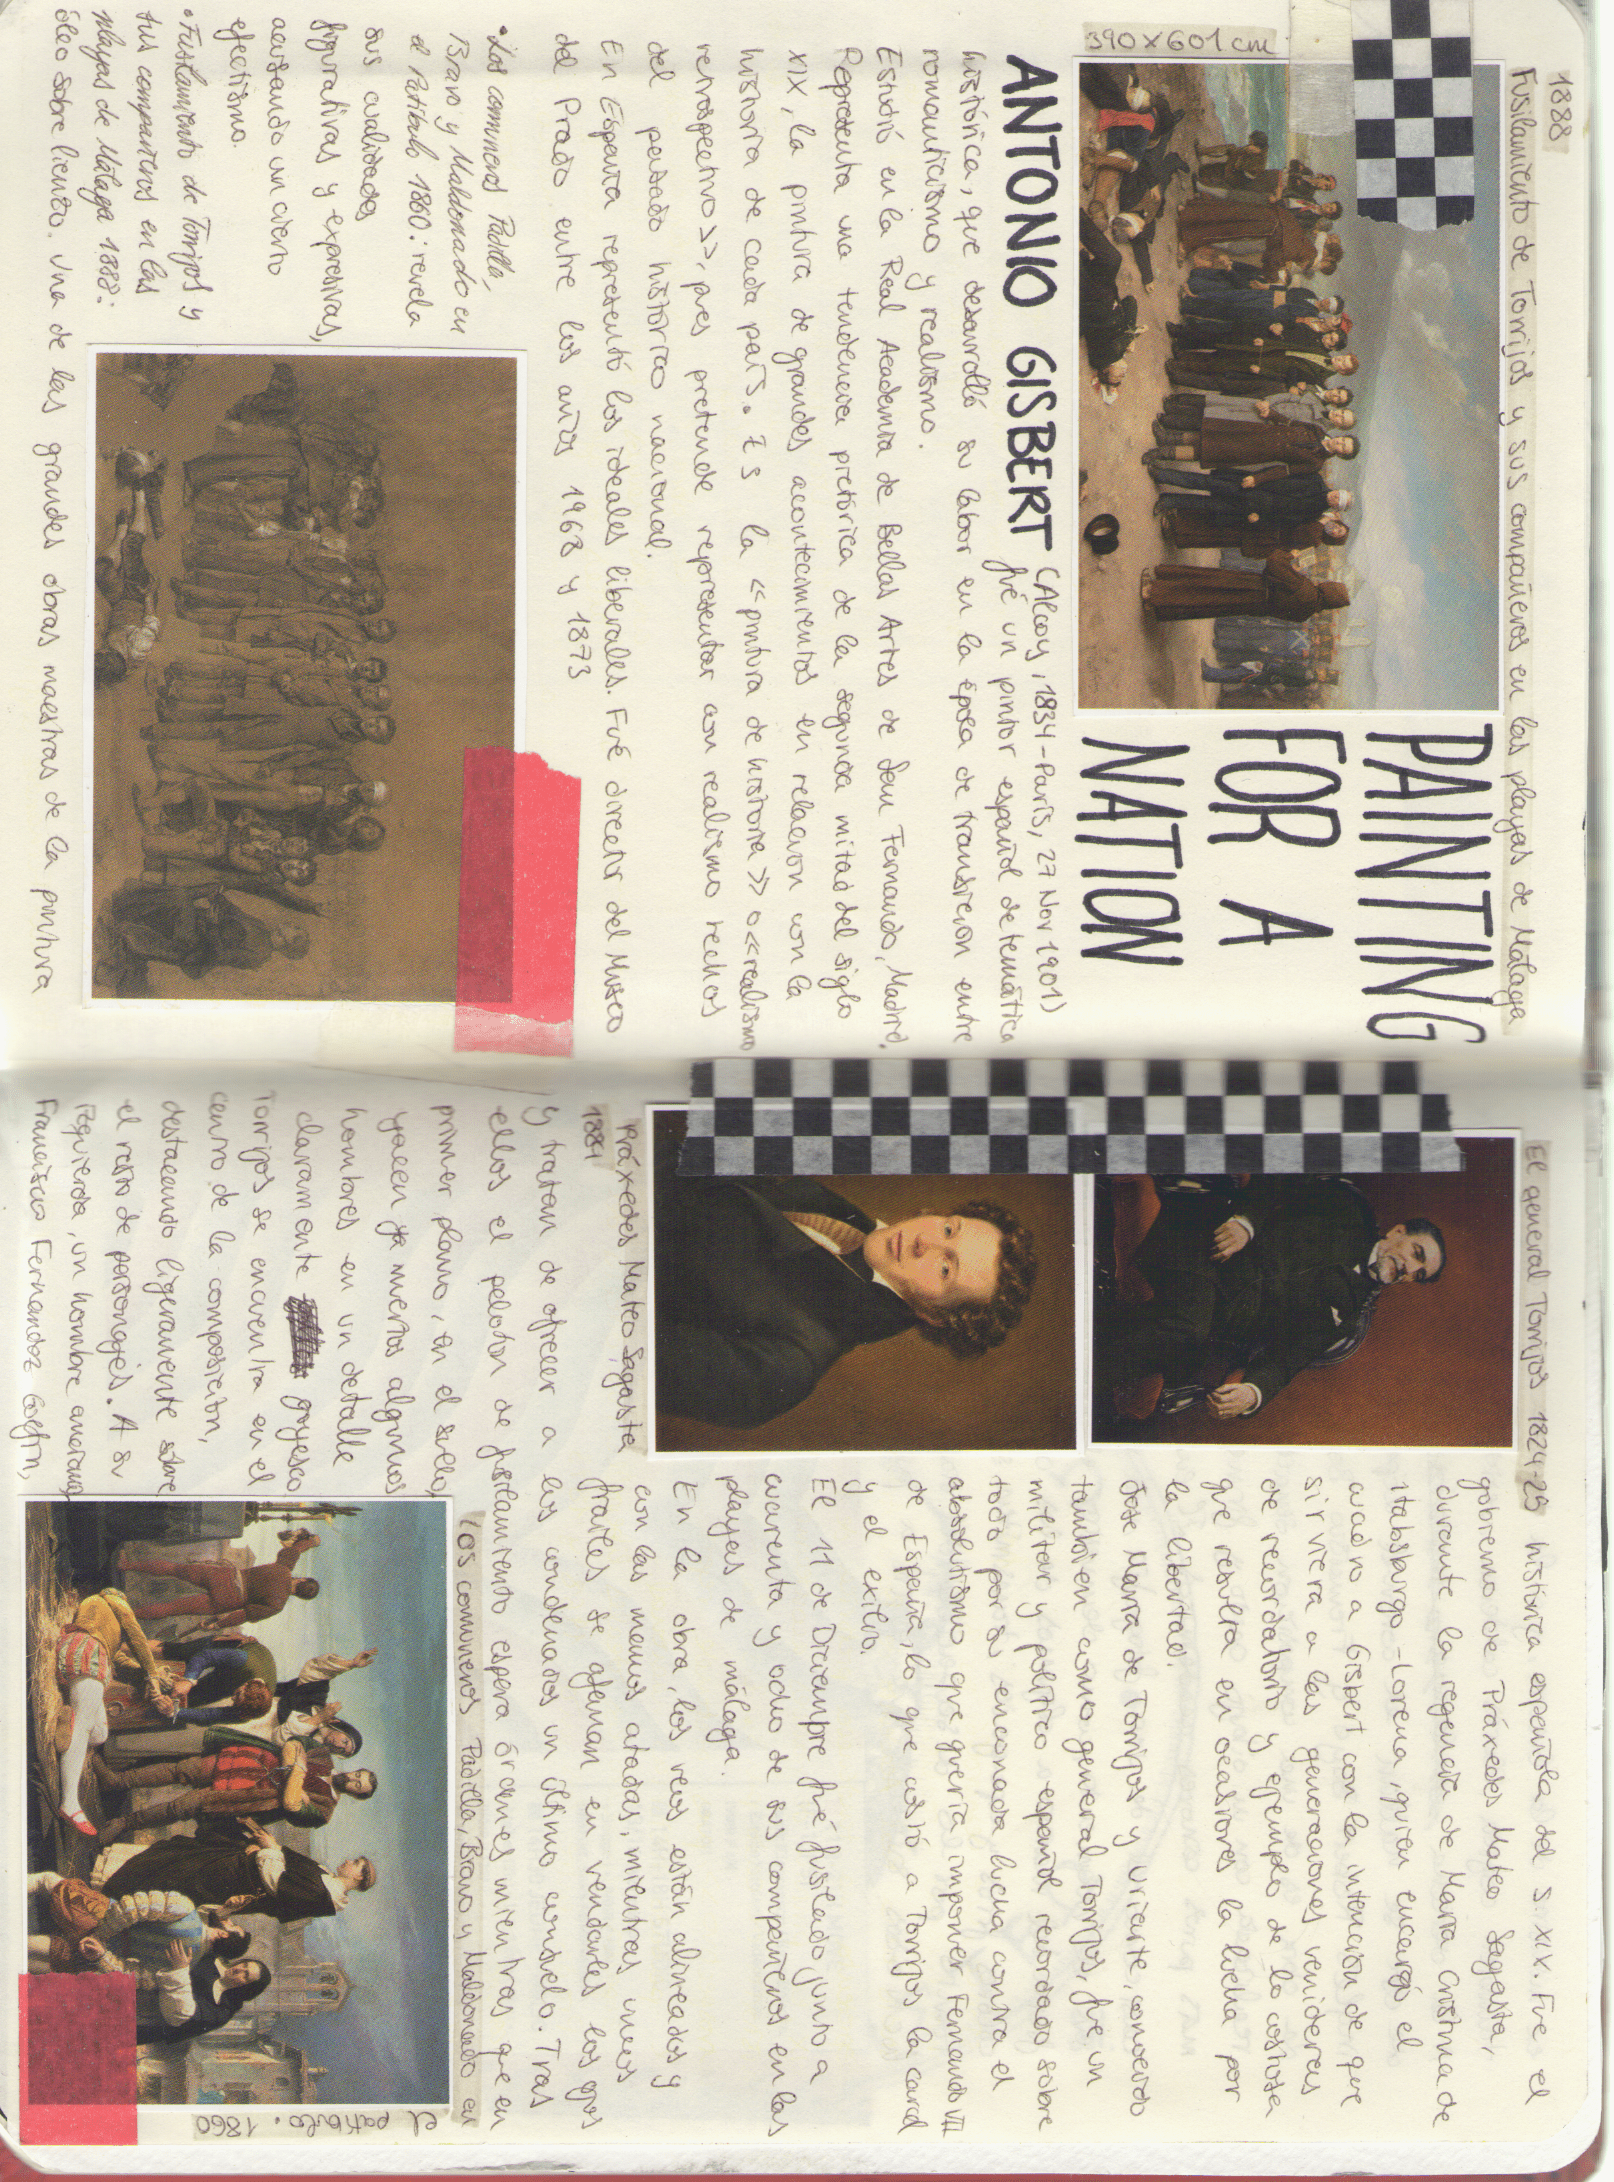 1888
Fusilamiento de Torrijos y sus compañeros en las playas de Málaga
390 x 601 cm
PAINTING
FOR A
NATION
ANTONIO GISBERT (Alcoy, 1834-París, 27 Nov 1901)
fué un pintor español de temática
histórica, que desarrolló su labor en la época de transición entre
romanticismo y realismo.
Estudió en la Real Academia de Bellas Artes de San Fernando, Madrid.
Representa una tendencia pictórica de la segunda mitad del siglo
XIX, la pintura de grandes acontecimientos en relación con la
historia de cada país. Es la <<pintura de historia>> o <<realismo
retrospectivo>>, pues pretende representar con realismo hechos
del pasado histórico nacional.
En España representó los ideales liberales. Fué director del Museo
del Prado entre los años 1968 y 1873
• Los comuneros Padilla,
Bravo y Maldonado en
el Patíbulo 1860: revela
sus cualidades
figurativas y expresivas,
acusando un cierto
efectismo.
• Fusilamiento de Torrijos y
sus compañeros en las
playas de Málaga 1888:
óleo sobre lienzo. Una de las grandes obras maestras de la pintura
El general Torrijos 1824-25
histórica española del s. XIX. Fue el
gobierno de Práxedes Mateo Sagasta,
durante la regencia de María Cristina de
Habsburgo-Lorena, quien encargó el
cuadro a Gisbert con la intención de que
sirviera a las generaciones venideras
de recordatorio y ejemplo de lo costosa
que resulta en ocasiones la lucha por
la libertad.
José María de Torrijos y Uriarte, conocido
también como general Torrijos, fue un
militar y político español recordado sobre
todo por su enconada lucha contra el
absolutismo que quería imponer Fernando VII
de España, lo que costó a Torrijos la carcel
y el exilio.
El 11 de Diciembre fué fusilado junto a
cuarenta y ocho de sus compañeros en las
playas de málaga.
En la obra, los reos están alineados y
con las manos atadas, mientras unos
frailes se afanan en vendarles los ojos
Práxedes Mateo Sagasta
1884
y tratan de ofrecer a los condenados un último consuelo. Tras
ellos el pelotón de fusilamiento espera órdenes mientras que en
primer plano, en el suelo,
yacen ya muertos algunos
hombres en un detalle
claramente goyesco
Torrijos se encuentra en el
centro de la composición,
destacando ligeramente sobre
el resto de personajes. A su
izquierda, un hombre anciano,
Francisco Fernández Golfín,
Los comuneros Padilla, Bravo y Maldonado en
el patíbulo. 1860